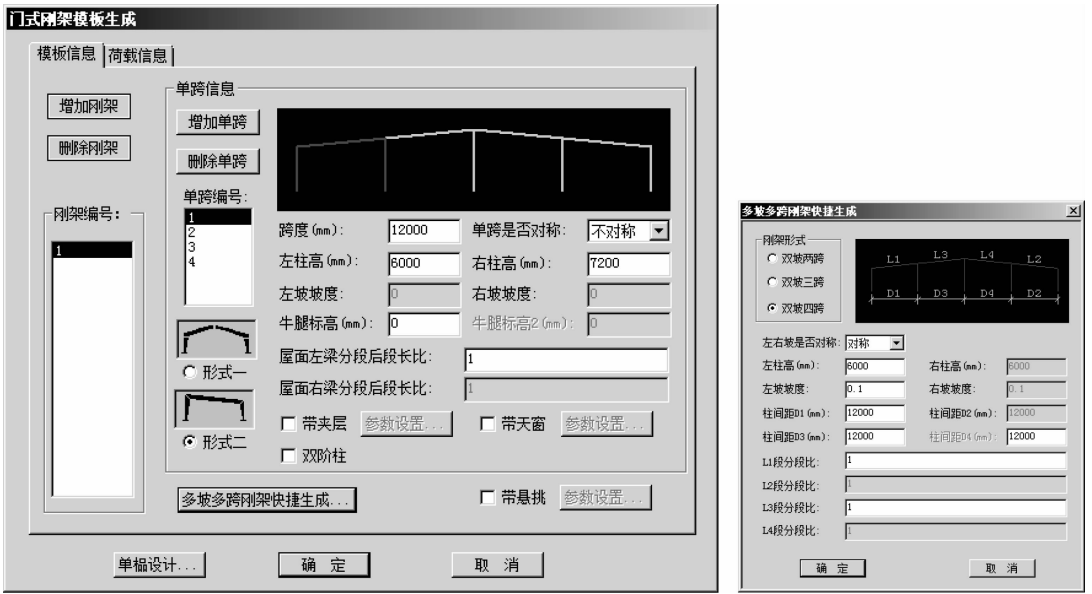 门式刚架模板生成
模板信息 荷载信息
增加刚架
删除刚架
刚架编号:
1
单跨信息
增加单跨
删除单跨
单跨编号:
1
2
3
4
跨度(mm): 12000 单跨是否对称: 不对称
左柱高(mm): 6000 右柱高(mm): 7200
左坡坡度: 0 右坡坡度: 0
牛腿标高(mm): 0 牛腿标高2(mm): 0
形式一
形式二
屋面左梁分段后段长比: 1
屋面右梁分段后段长比: 1
带夹层 参数设置... 带天窗 参数设置...
双阶柱
多坡多跨刚架快捷生成... 带悬挑 参数设置...
单榀设计... 确 定 取 消
多坡多跨刚架快捷生成
刚架形式
双坡两跨
双坡三跨
双坡四跨
L1 L3 L4 L2
D1 D3 D4 D2
左右坡是否对称: 对称
左柱高(mm): 6000 右柱高(mm): 6000
左坡坡度: 0.1 右坡坡度: 0.1
柱间距D1(mm): 12000 柱间距D2(mm): 12000
柱间距D3(mm): 12000 柱间距D4(mm): 12000
L1段分段比: 1
L2段分段比: 1
L3段分段比: 1
L4段分段比: 1
确 定 取 消